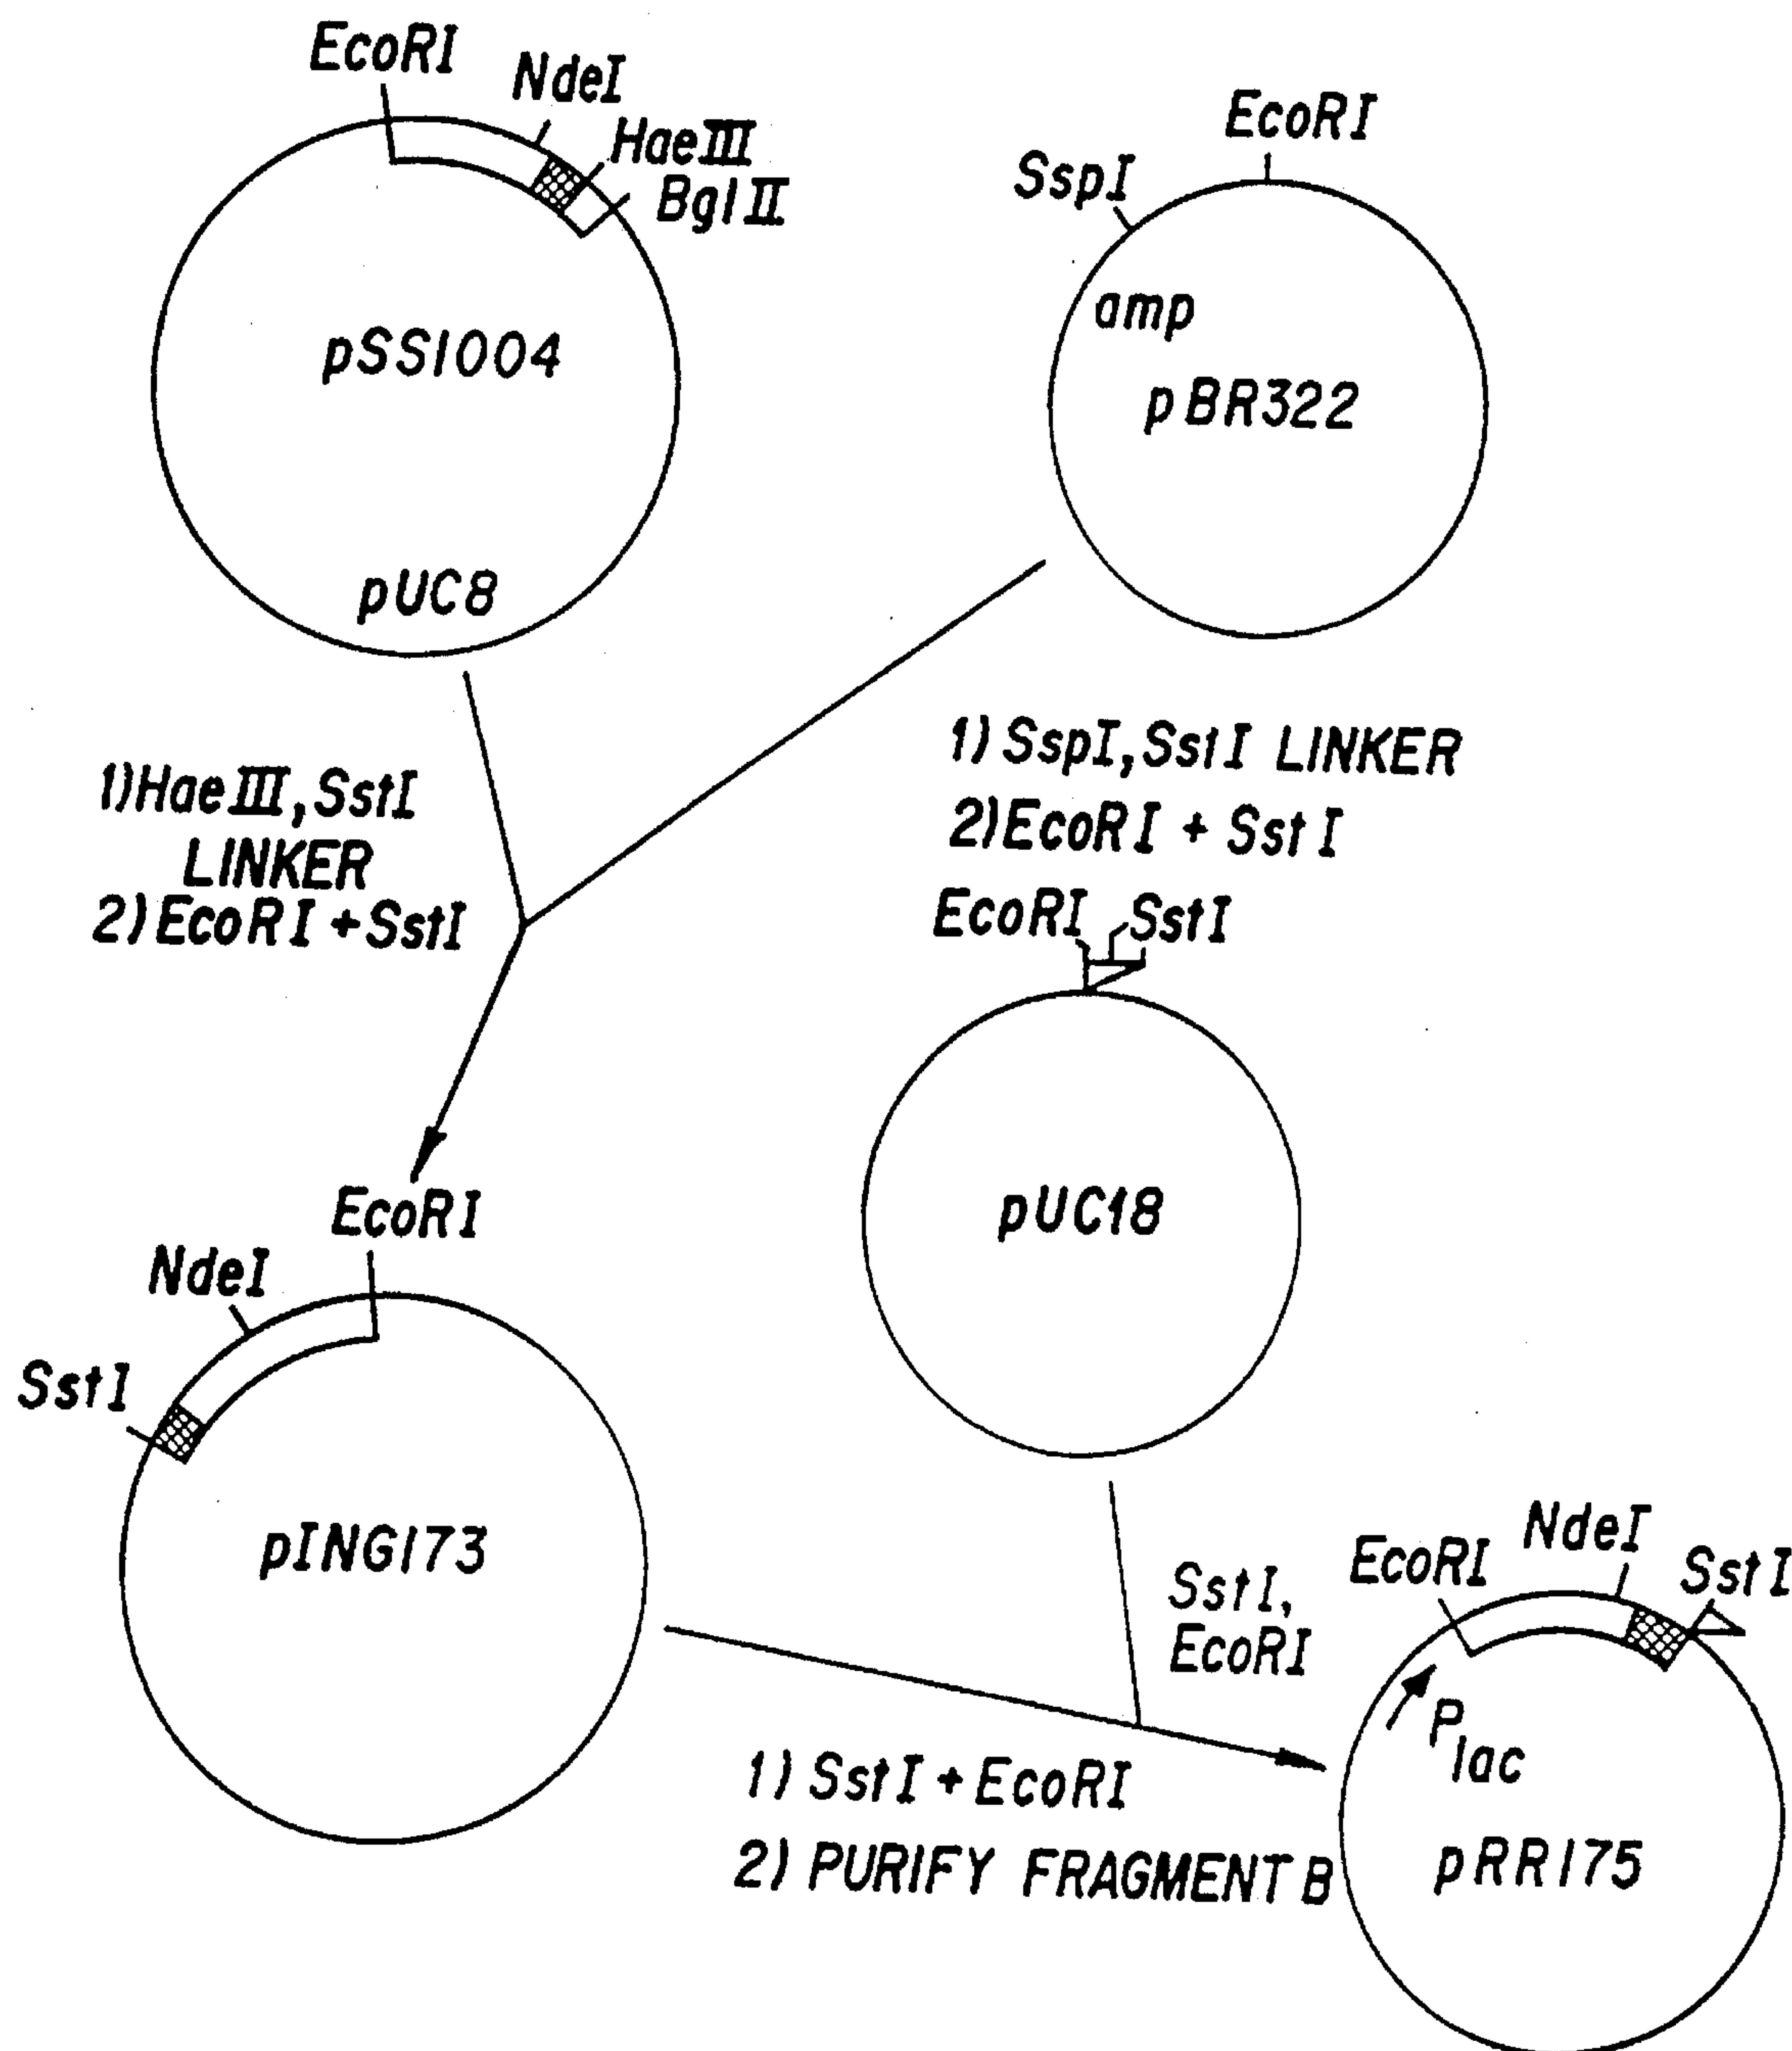 EcoRI
NdeI
HaeIII
BglII
pSS1004
pUC8
EcoRI
SspI
amp
pBR322
1)HaeIII,SstI
LINKER
2)EcoRI+SstI
1)SspI,SstI LINKER
2)EcoRI + SstI
EcoRI SstI
pUC18
EcoRI
NdeI
SstI
pING173
SstI,
EcoRI
1) SstI+EcoRI
2) PURIFY FRAGMENT B
EcoRI
NdeI
SstI
Plac
pRR175